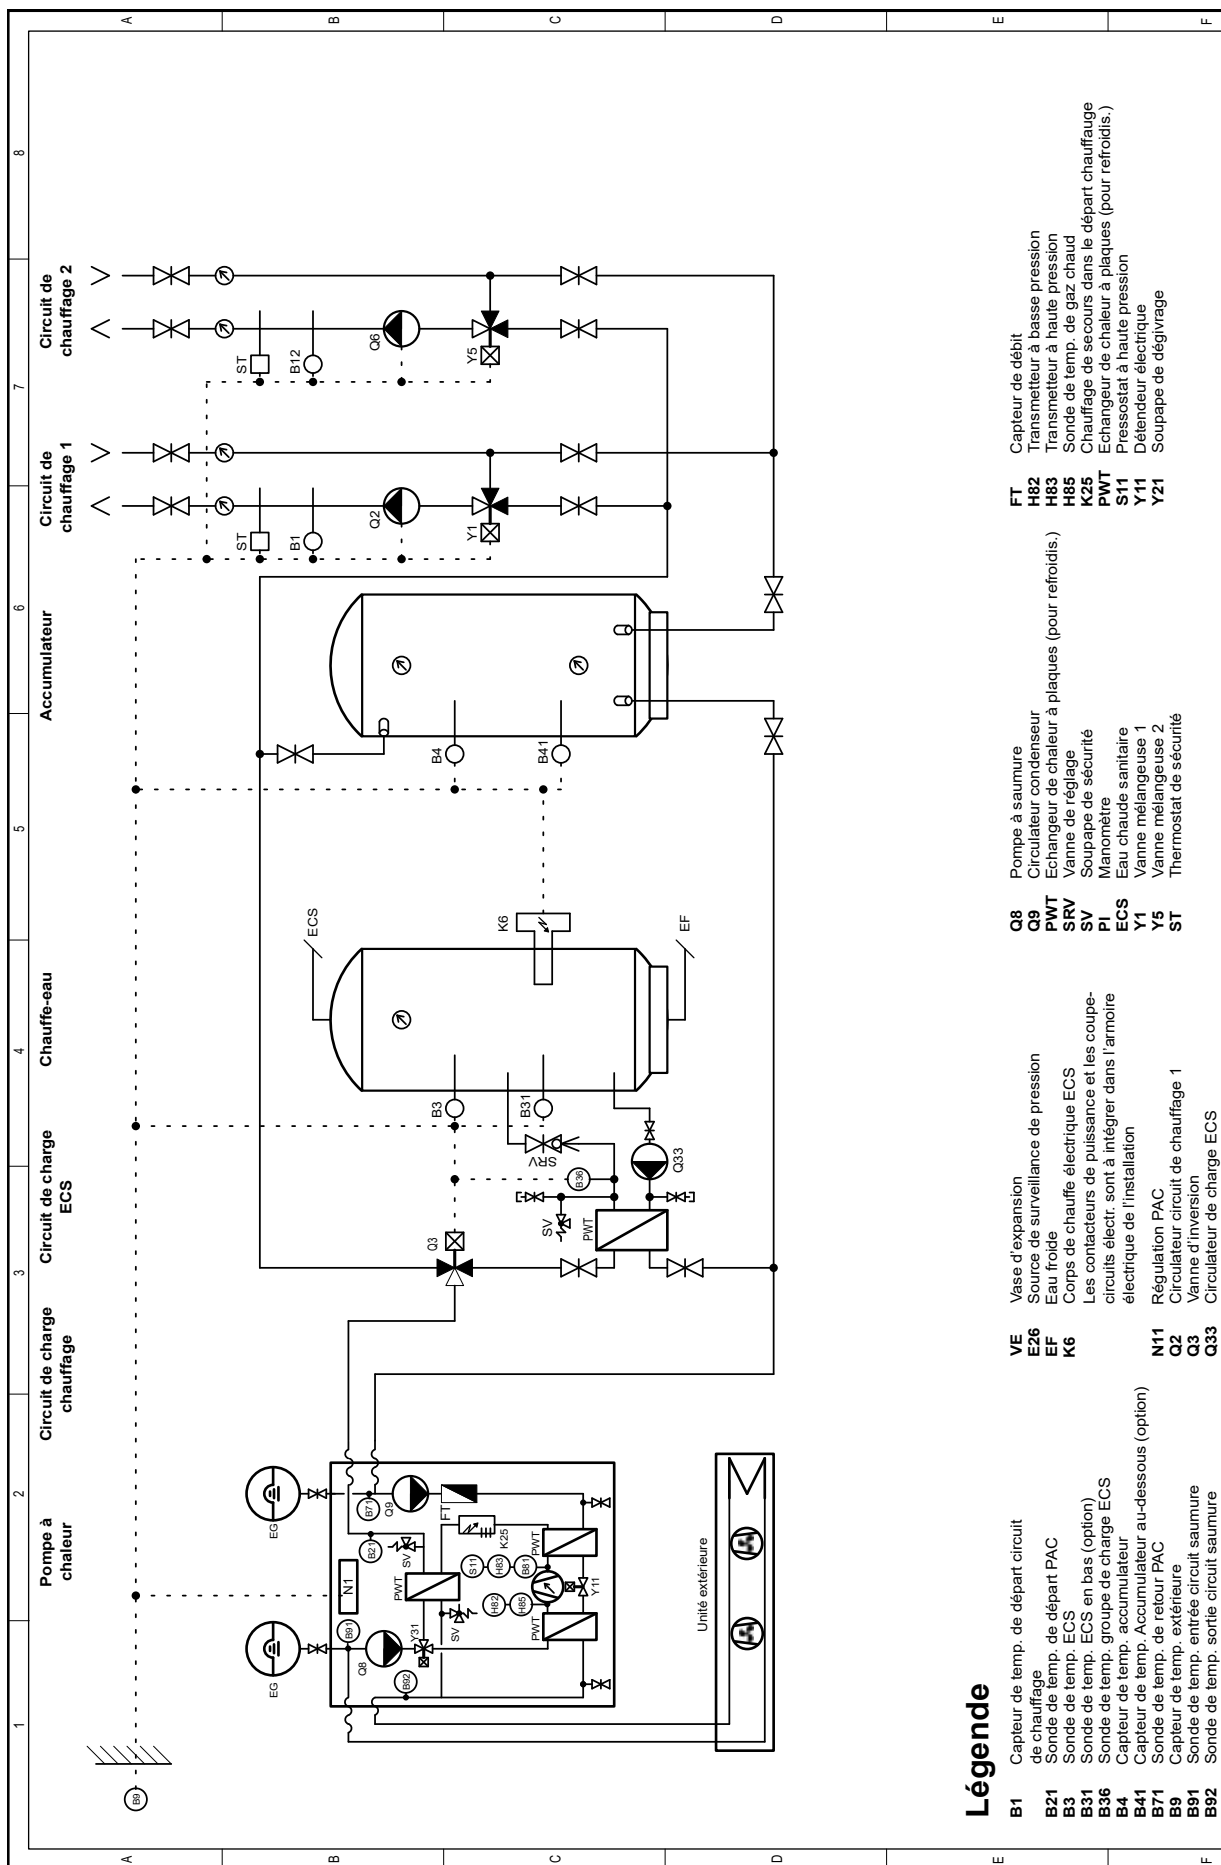 1
2
3
4
5
6
7
8
A
B
C
D
E
F
A
B
C
D
E
F
Pompe à
chaleur
Circuit de charge
chauffage
Circuit de charge
ECS
Chauffe-eau
Accumulateur
Circuit de
chauffage 1
Circuit de
chauffage 2
B9
EG
EG
N1
B91
Q8
B92
Y31
B21
SV
PWT
SV
B71
Q9
FT
K25
S11
H83
B81
H82
H85
PWT
PWT
Y11
Unité extérieure
Q3
SV
PWT
B36
SRV
Q33
B3
B31
ECS
EF
K6
B4
B41
ST
B1
Q2
Y1
ST
B12
Q6
Y5
Légende
B1 Capteur de temp. de départ circuit
de chauffage
B21 Sonde de temp. de départ PAC
B3 Sonde de temp. ECS
B31 Sonde de temp. ECS en bas (option)
B36 Sonde de temp. groupe de charge ECS
B4 Capteur de temp. accumulateur
B41 Capteur de temp. Accumulateur au-dessous (option)
B71 Sonde de temp. de retour PAC
B9 Capteur de temp. extérieure
B91 Sonde de temp. entrée circuit saumure
B92 Sonde de temp. sortie circuit saumure
VE Vase d'expansion
E26 Source de surveillance de pression
EF Eau froide
K6 Corps de chauffe électrique ECS
Les contacteurs de puissance et les coupe-
circuits électr. sont à intégrer dans l'armoire
électrique de l'installation
N11 Régulation PAC
Q2 Circulateur circuit de chauffage 1
Q3 Vanne d'inversion
Q33 Circulateur de charge ECS
Q8 Pompe à saumure
Q9 Circulateur condenseur
PWT Echangeur de chaleur à plaques (pour refroidis.)
SRV Vanne de réglage
SV Soupape de sécurité
PI Manomètre
ECS Eau chaude sanitaire
Y1 Vanne mélangeuse 1
Y5 Vanne mélangeuse 2
ST Thermostat de sécurité
FT Capteur de débit
H82 Transmetteur à basse pression
H83 Transmetteur à haute pression
H85 Sonde de temp. de gaz chaud
K25 Chauffage de secours dans le départ chauffauge
PWT Echangeur de chaleur à plaques (pour refroidis.)
S11 Pressostat à haute pression
Y11 Détendeur électrique
Y21 Soupape de dégivrage